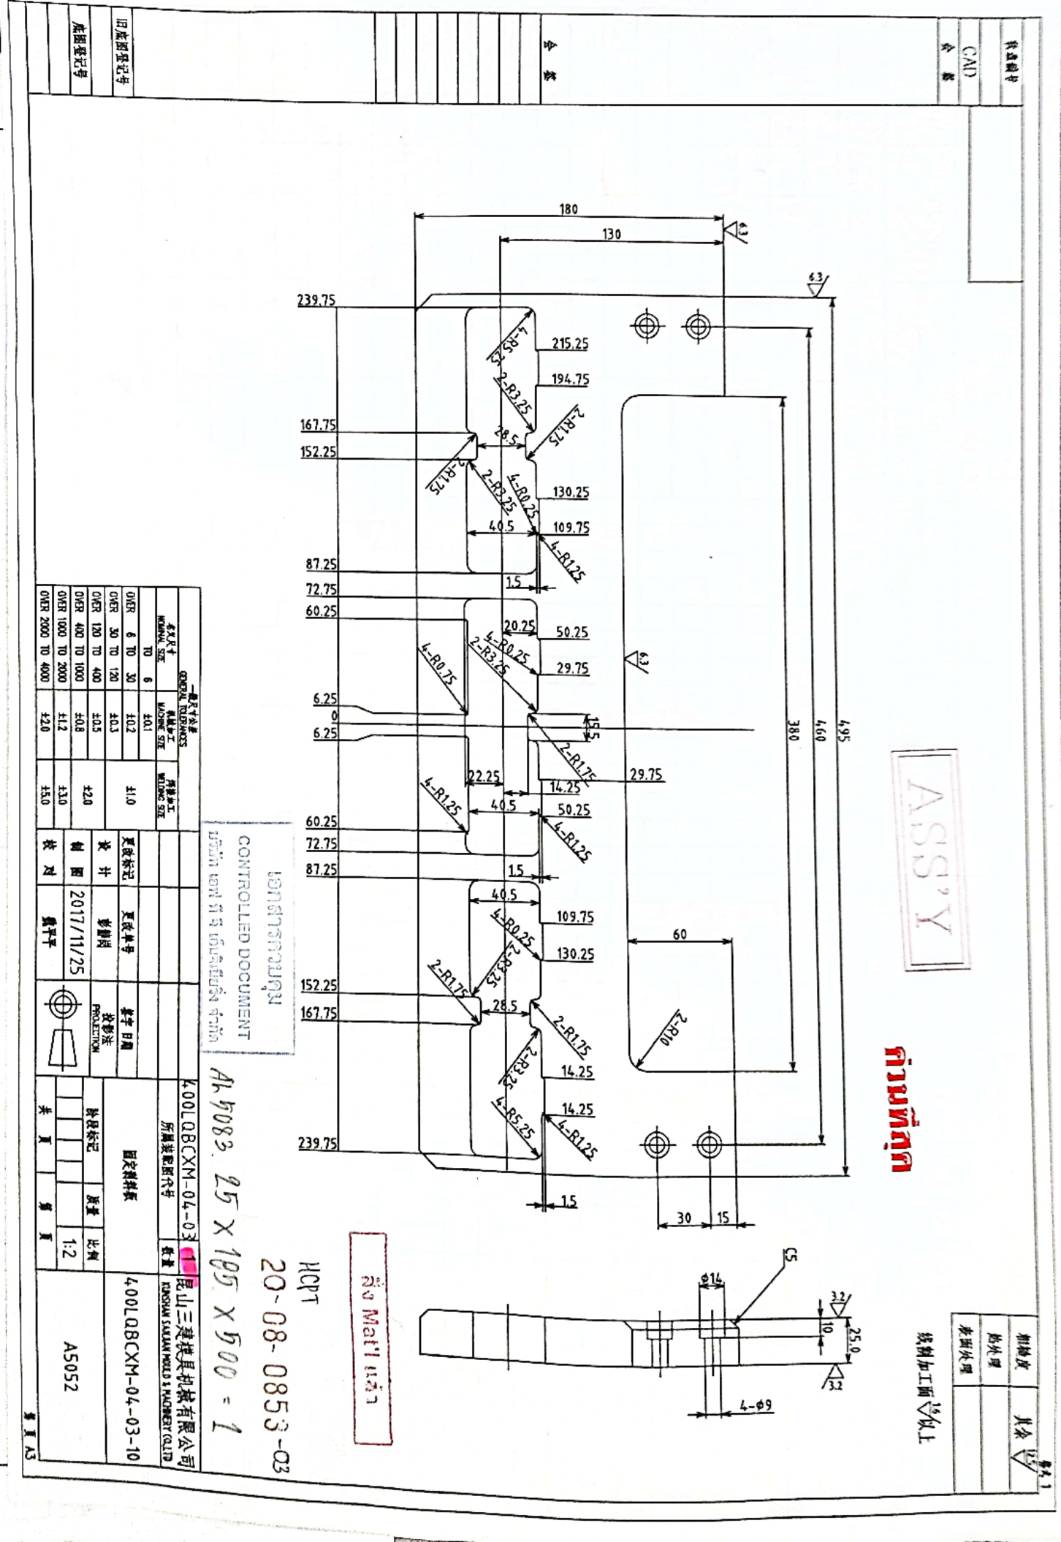 格式 1
软盘编号
CAD
会 签
粗糙度 其余 12.5
热处理
表面处理
线割加工面 1.6 以上
ASS'Y
ด่วนที่สุด
495
460
380
6.3
6.3
6.3
3.2
25.0
3.2
10
C5
4-φ9
φ14
15
30
60
2-R10
130
180
29.75
15.5
215.25
194.75
2-R1.75
130.25
109.75
4-R1.25
50.25
29.75
2-R1.75
14.25
50.25
4-R1.25
109.75
130.25
2-R1.75
14.25
14.25
4-R1.25
1.5
4-R5.25
2-R3.25
28.5
4-R0.25
2-R3.25
40.5
1.5
20.25
4-R0.25
2-R3.25
22.25
40.5
1.5
40.5
4-R0.25
2-R3.25
28.5
2-R3.25
4-R5.25
2-R1.75
4-R0.75
4-R1.25
2-R1.75
239.75
167.75
152.25
87.25
72.75
60.25
6.25
0
6.25
60.25
72.75
87.25
152.25
167.75
239.75
会 签
สั่ง Mat'l แล้ว
HCPT
20-08-0853-03
AL5083. 25 X 185 X 500 = 1
เอกสารควบคุม
CONTROLLED DOCUMENT
บริษัท เอฟ ที จี เอ็นจิเนียริ่ง จำกัด
旧底图登记号
底图登记号
一般尺寸公差
GENERAL TOLERANCES
名义尺寸 机械加工 焊接加工
NOMINAL SIZE MACHINE SIZE WELDING SIZE
TO 6 ±0.1
OVER 6 TO 30 ±0.2 ±1.0
OVER 30 TO 120 ±0.3
OVER 120 TO 400 ±0.5 ±2.0
OVER 400 TO 1000 ±0.8
OVER 1000 TO 2000 ±1.2 ±3.0
OVER 2000 TO 4000 ±2.0 ±5.0
更改标记 更改单号 签字 日期
设 计 投影法
PROJECTION
制 图 2017/11/25
校 对
400LQBCXM-04-03 1
所属装配图代号 数量
昆山三建模具机械有限公司
KUNSHAN SANJIAN MOULD & MACHINERY CO.,LTD
固定剥料板
400LQBCXM-04-03-10
阶段标记 质量 比例
1:2
A5052
共 页 第 页
第 页 A3